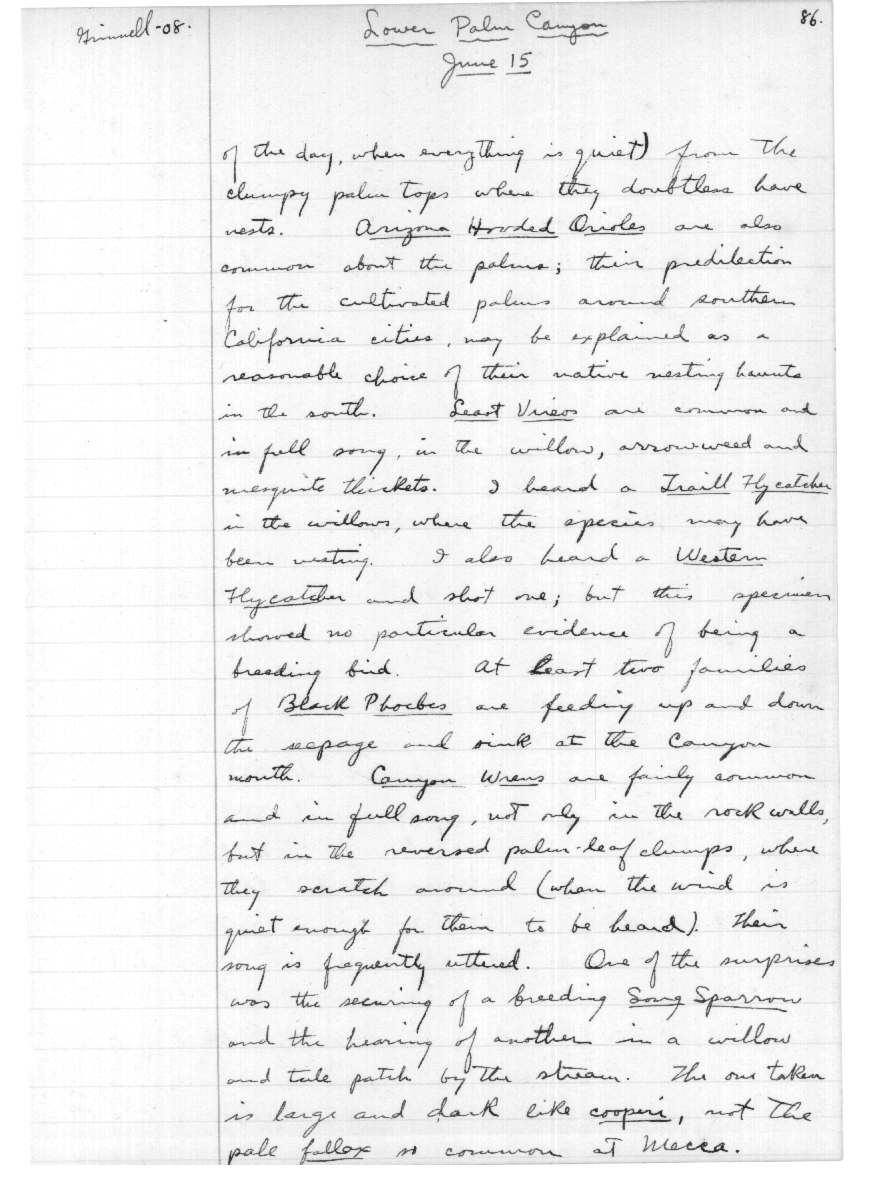 Grinnell-08.
Lower Palm Canyon
86.
June 15
of the day, when everything is quiet) from the
clumpy palm tops where they doubtless have
nests. Arizona Hooded Orioles are also
common about the palms; their predilection
for the cultivated palms around southern
California cities, may be explained as a
reasonable choice of their native nesting haunts
in the south. Least Vireos are common and
in full song, in the willow, arrowweed and
mesquite thickets. I heard a Traill Flycatcher
in the willows, where the species may have
been nesting. I also heard a Western
Flycatcher and shot one; but this specimen
showed no particular evidence of being a
breeding bird. At least two families
of Black Phoebes are feeding up and down
the seepage and sink at the Canyon
mouth. Canyon Wrens are fairly common
and in full song, not only in the rock walls,
but in the reversed palm-leaf clumps, where
they scratch around (when the wind is
quiet enough for them to be heard). Their
song is frequently uttered. One of the surprises
was the securing of a breeding Song Sparrow
and the hearing of another in a willow
and tule patch by the stream. The one taken
is large and dark like cooperi, not the
pale fallax so common at Mecca.